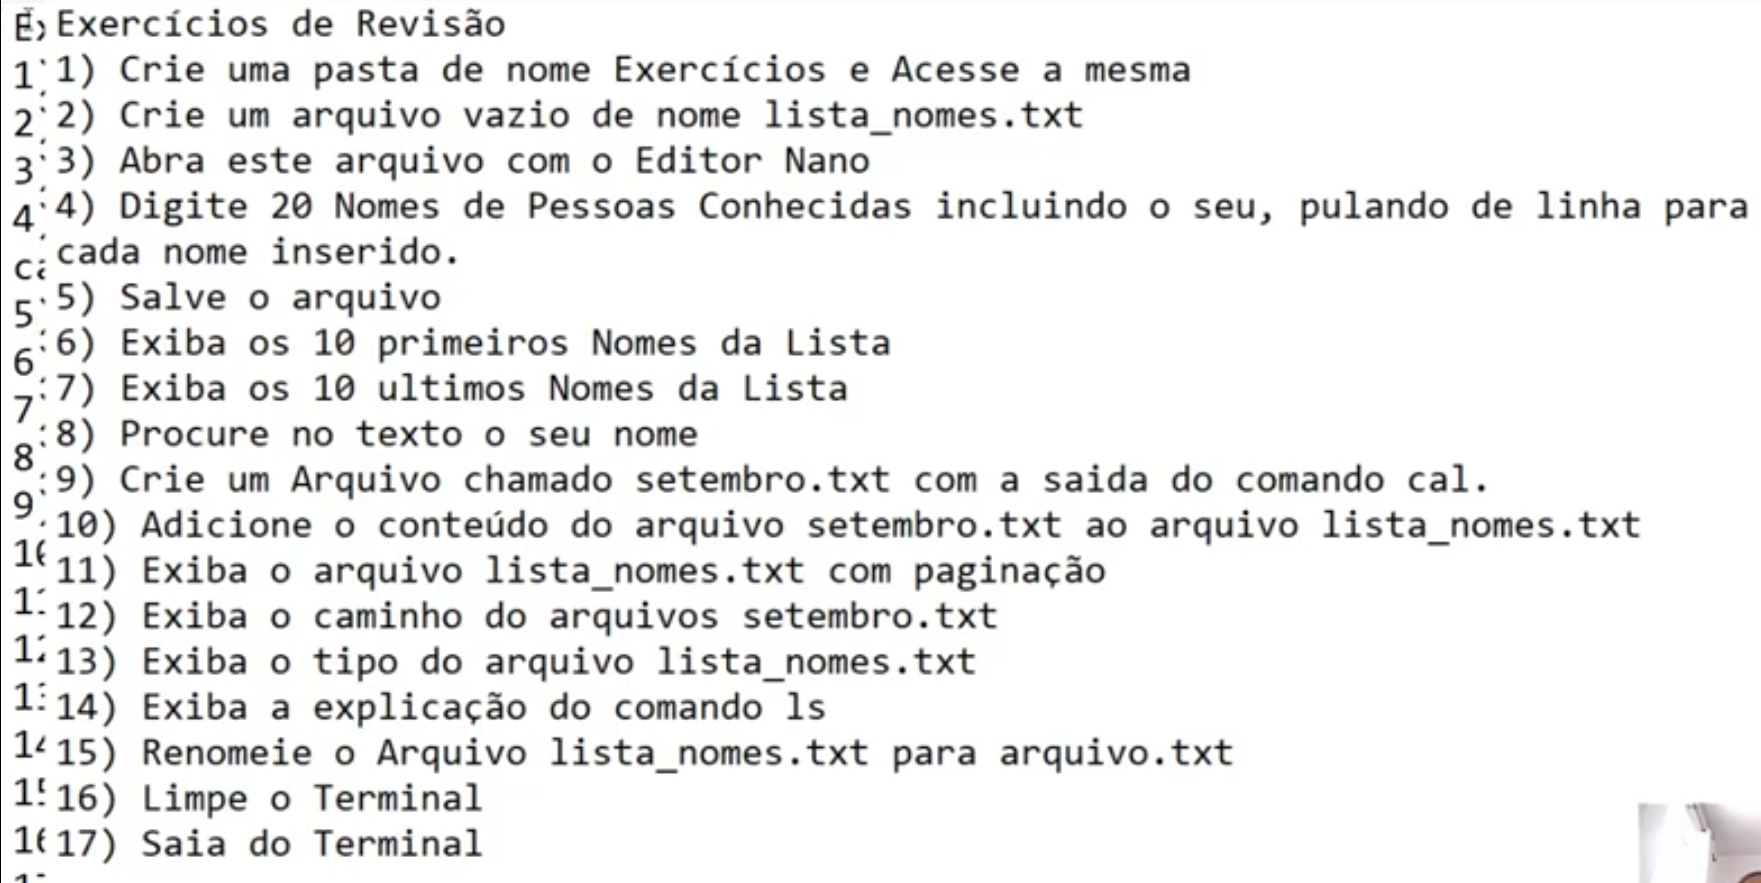 Exercícios de Revisão
1) Crie uma pasta de nome Exercícios e Acesse a mesma
2) Crie um arquivo vazio de nome lista_nomes.txt
3) Abra este arquivo com o Editor Nano
4) Digite 20 Nomes de Pessoas Conhecidas incluindo o seu, pulando de linha para
cada nome inserido.
5) Salve o arquivo
6) Exiba os 10 primeiros Nomes da Lista
7) Exiba os 10 ultimos Nomes da Lista
8) Procure no texto o seu nome
9) Crie um Arquivo chamado setembro.txt com a saida do comando cal.
10) Adicione o conteúdo do arquivo setembro.txt ao arquivo lista_nomes.txt
11) Exiba o arquivo lista_nomes.txt com paginação
12) Exiba o caminho do arquivos setembro.txt
13) Exiba o tipo do arquivo lista_nomes.txt
14) Exiba a explicação do comando ls
15) Renomeie o Arquivo lista_nomes.txt para arquivo.txt
16) Limpe o Terminal
17) Saia do Terminal